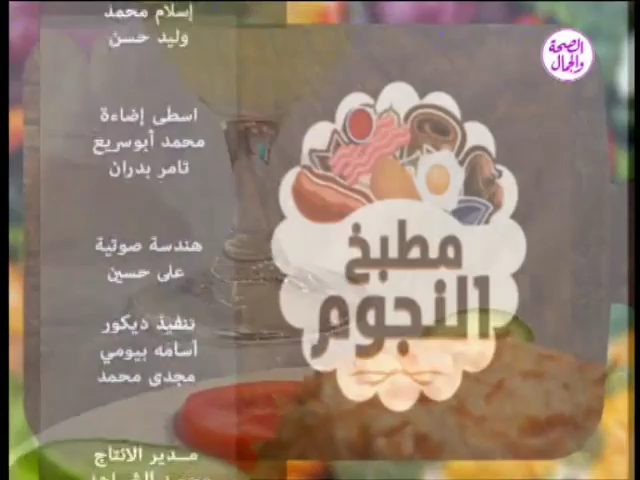 إسلام محمد
وليد حسن
اسطى إضاءة
محمد أبوسريع
تامر بدران
هندسة صوتية
على حسين
تنفيذ ديكور
أسامه بيومي
مجدى محمد
مـدير الانتاج
الصحة
والجمال
مطبخ
النجوم